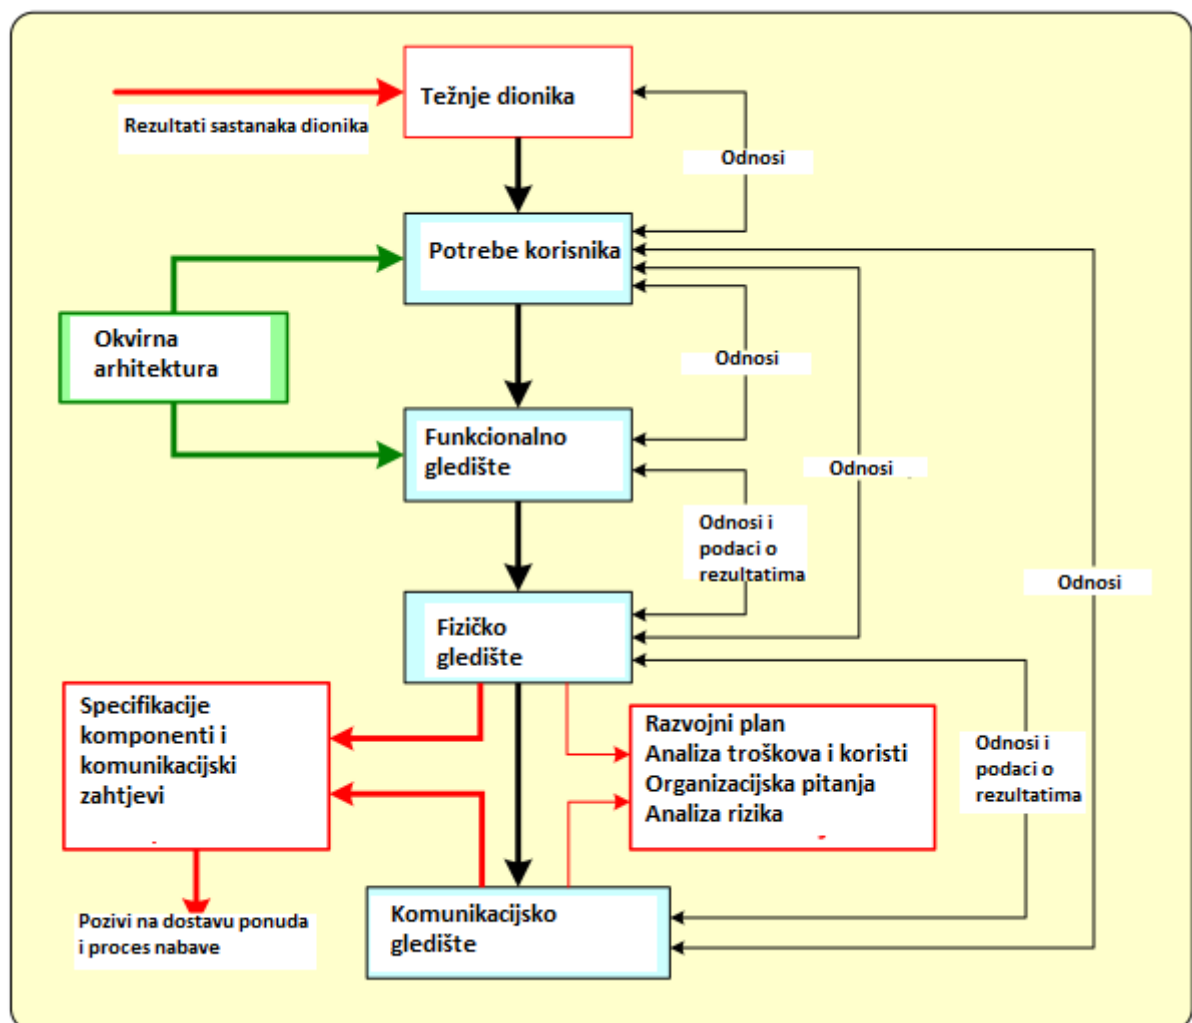 Težnje dionika
Rezultati sastanaka dionika
Odnosi
Potrebe korisnika
Okvirna
arhitektura
Odnosi
Funkcionalno
gledište
Odnosi
Odnosi i
podaci o
rezultatima
Odnosi
Fizičko
gledište
Specifikacije
komponenti i
komunikacijski
zahtjevi
Razvojni plan
Analiza troškova i koristi
Organizacijska pitanja
Analiza rizika
Odnosi i
podaci o
rezultatima
Komunikacijsko
gledište
Pozivi na dostavu ponuda
i proces nabave